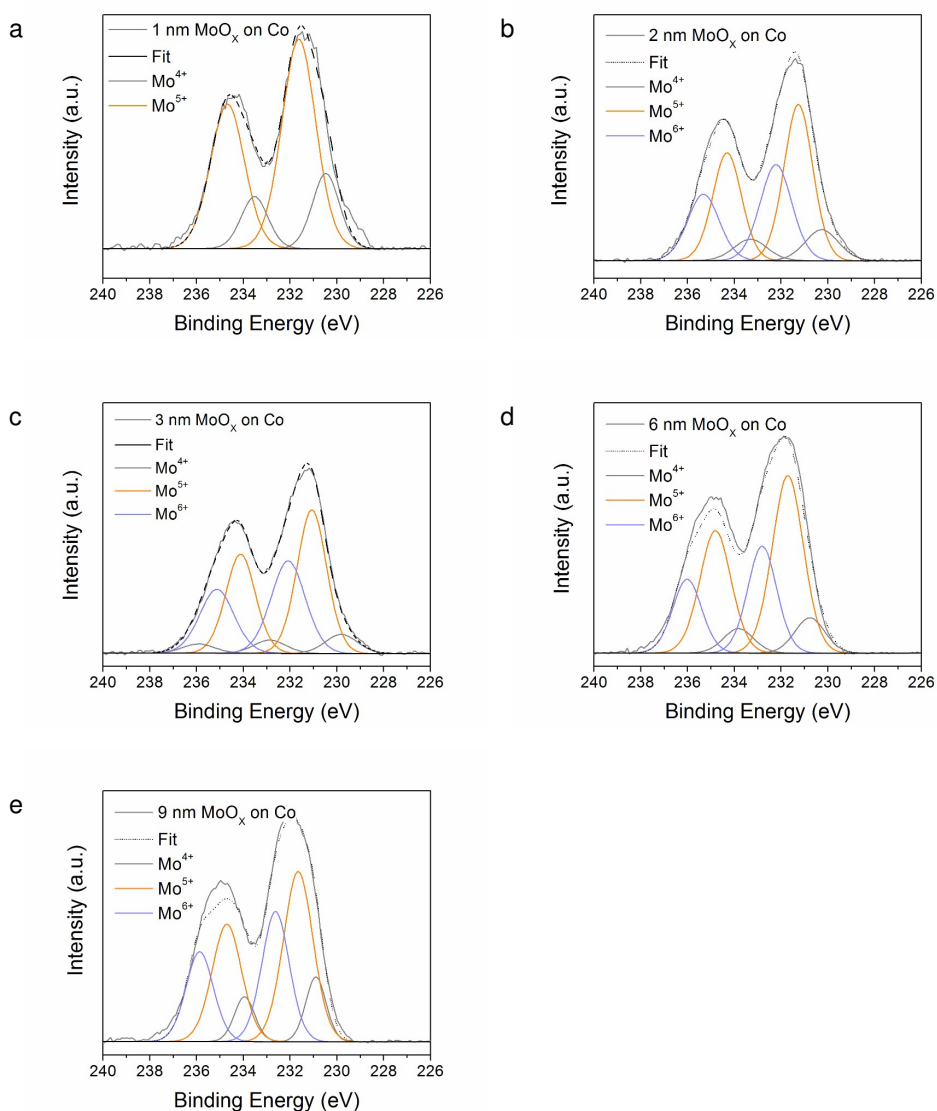 a
1 nm MoOX on Co
Fit
Mo4+
Mo5+
Intensity (a.u.)
240 238 236 234 232 230 228 226
Binding Energy (eV)
b
2 nm MoOX on Co
Fit
Mo4+
Mo5+
Mo6+
Intensity (a.u.)
240 238 236 234 232 230 228 226
Binding Energy (eV)
c
3 nm MoOX on Co
Fit
Mo4+
Mo5+
Mo6+
Intensity (a.u.)
240 238 236 234 232 230 228 226
Binding Energy (eV)
d
6 nm MoOX on Co
Fit
Mo4+
Mo5+
Mo6+
Intensity (a.u.)
240 238 236 234 232 230 228 226
Binding Energy (eV)
e
9 nm MoOX on Co
Fit
Mo4+
Mo5+
Mo6+
Intensity (a.u.)
240 238 236 234 232 230 228 226
Binding Energy (eV)